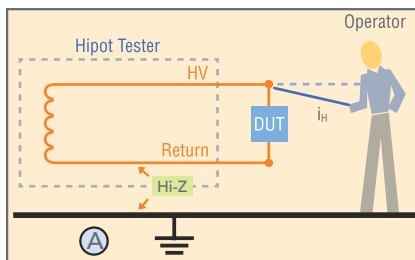 Operator
Hipot Tester
HV
DUT
iH
Return
Hi-Z
A